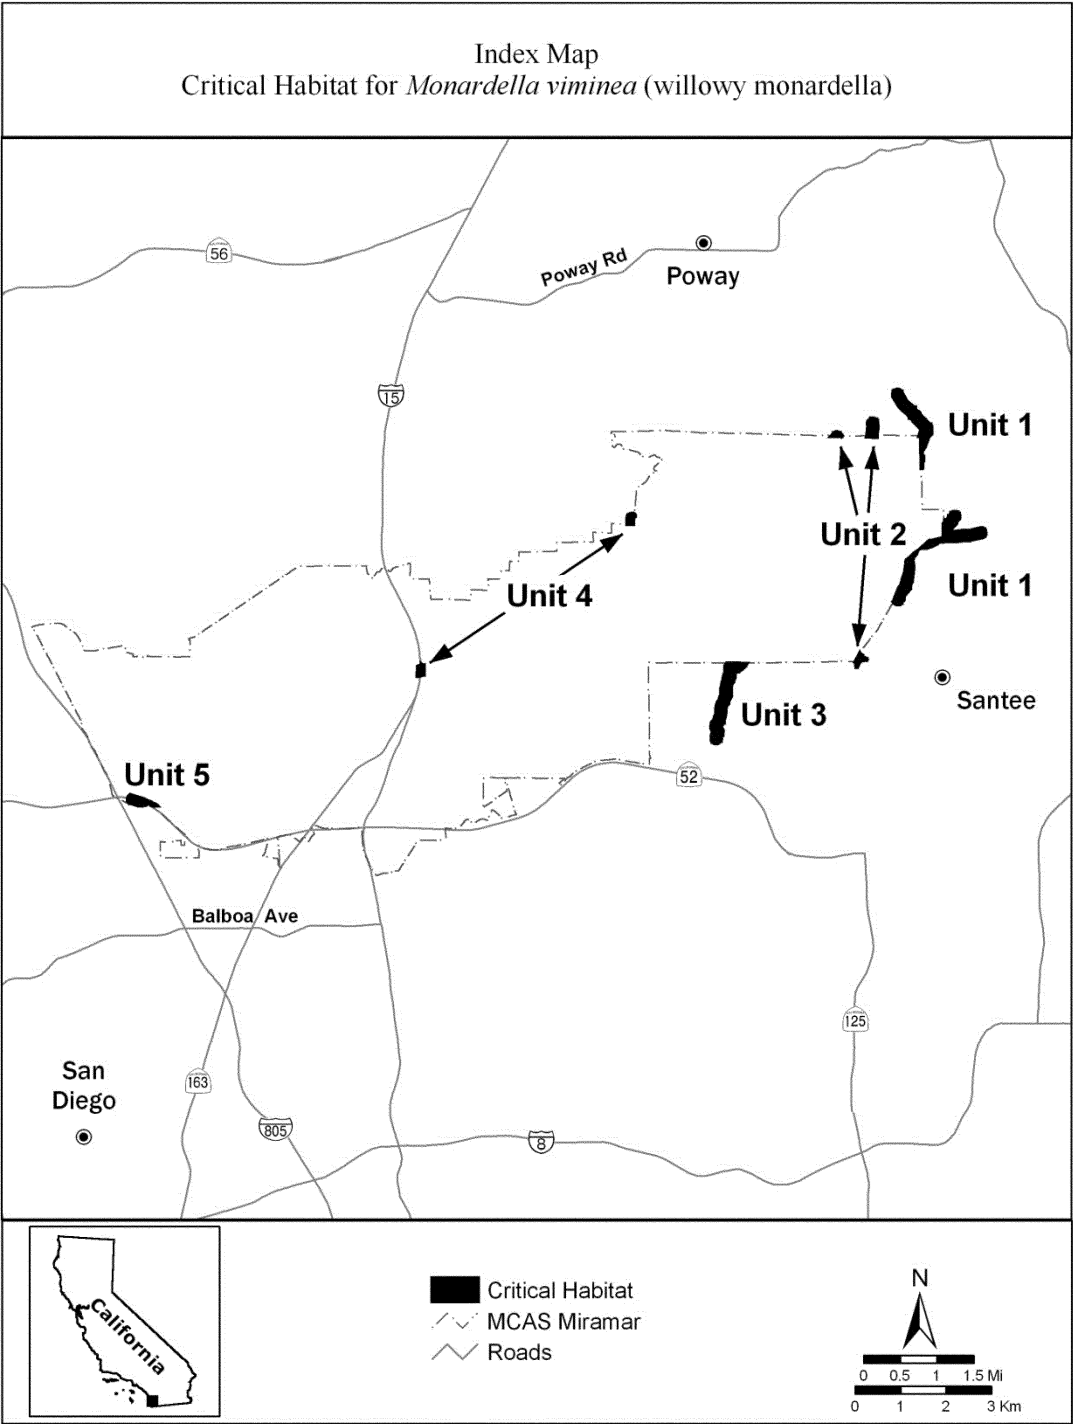 Index Map
Critical Habitat for Monardella viminea (willowy monardella)
56
Poway Rd
Poway
15
Unit 1
Unit 2
Unit 4
Unit 1
Santee
Unit 3
Unit 5
52
Balboa Ave
125
San
Diego
163
805
8
California
Critical Habitat
MCAS Miramar
Roads
N
0 0.5 1 1.5 Mi
0 1 2 3 Km